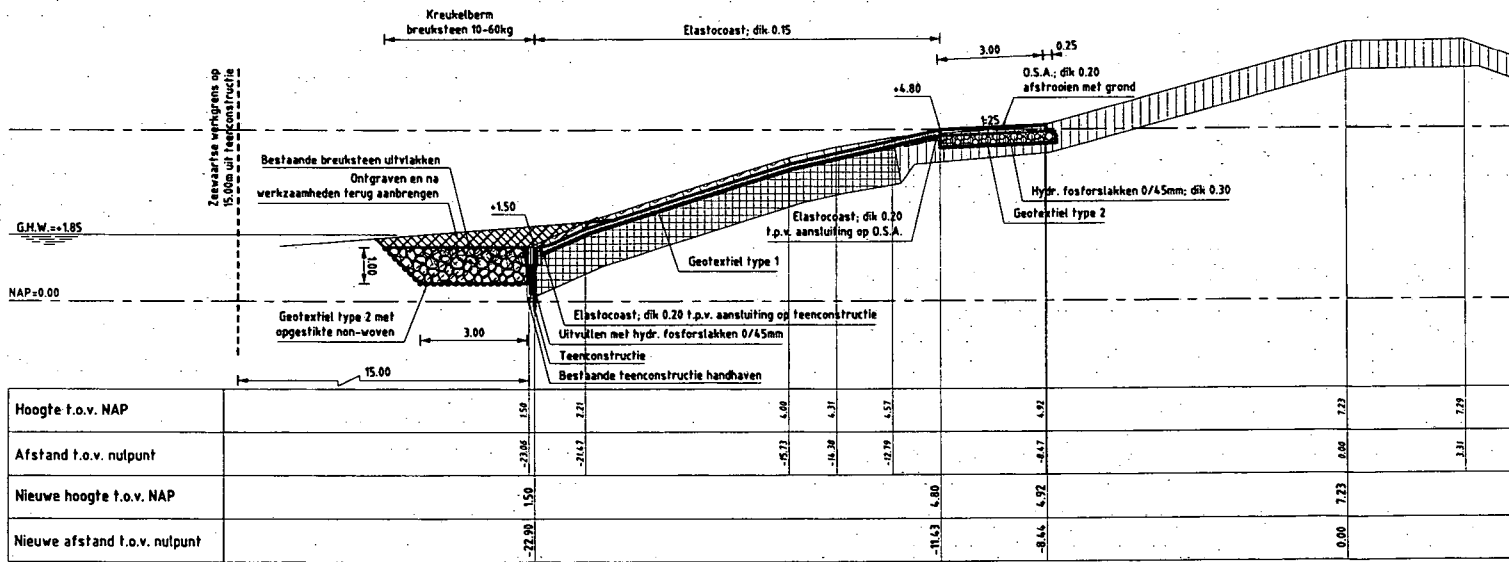 Kreukelberm
breuksteen 10-60kg
Elastocoast; dik 0.15
3.00
0.25
O.S.A.; dik 0.20
afstrooien met grond
+4.80
1:25
Zeewaartse werkgrens op
15.00m uit teenconstructie
Bestaande breuksteen uitvlakken
Ontgraven en na
werkzaamheden terug aanbrengen
+1.50
Hydr. fosforslakken 0/45mm; dik 0.30
Geotextiel type 2
Elastocoast; dik 0.20
t.p.v. aansluiting op O.S.A.
G.H.W.=+1.85
1.00
Geotextiel type 1
NAP=0.00
Geotextiel type 2 met
opgestikte non-woven
3.00
Elastocoast; dik 0.20 t.p.v. aansluiting op teenconstructie
Uitvullen met hydr. fosforslakken 0/45mm
Teenconstructie
Bestaande teenconstructie handhaven
15.00
Hoogte t.o.v. NAP 1.50 2.21 4.00 4.31 4.57 4.92 7.23 7.29
Afstand t.o.v. nulpunt -23.06 -21.47 -15.73 -14.30 -12.79 -8.47 0.00 3.31
Nieuwe hoogte t.o.v. NAP 1.50 4.80 4.92 7.23
Nieuwe afstand t.o.v. nulpunt -22.90 -11.43 -8.44 0.00